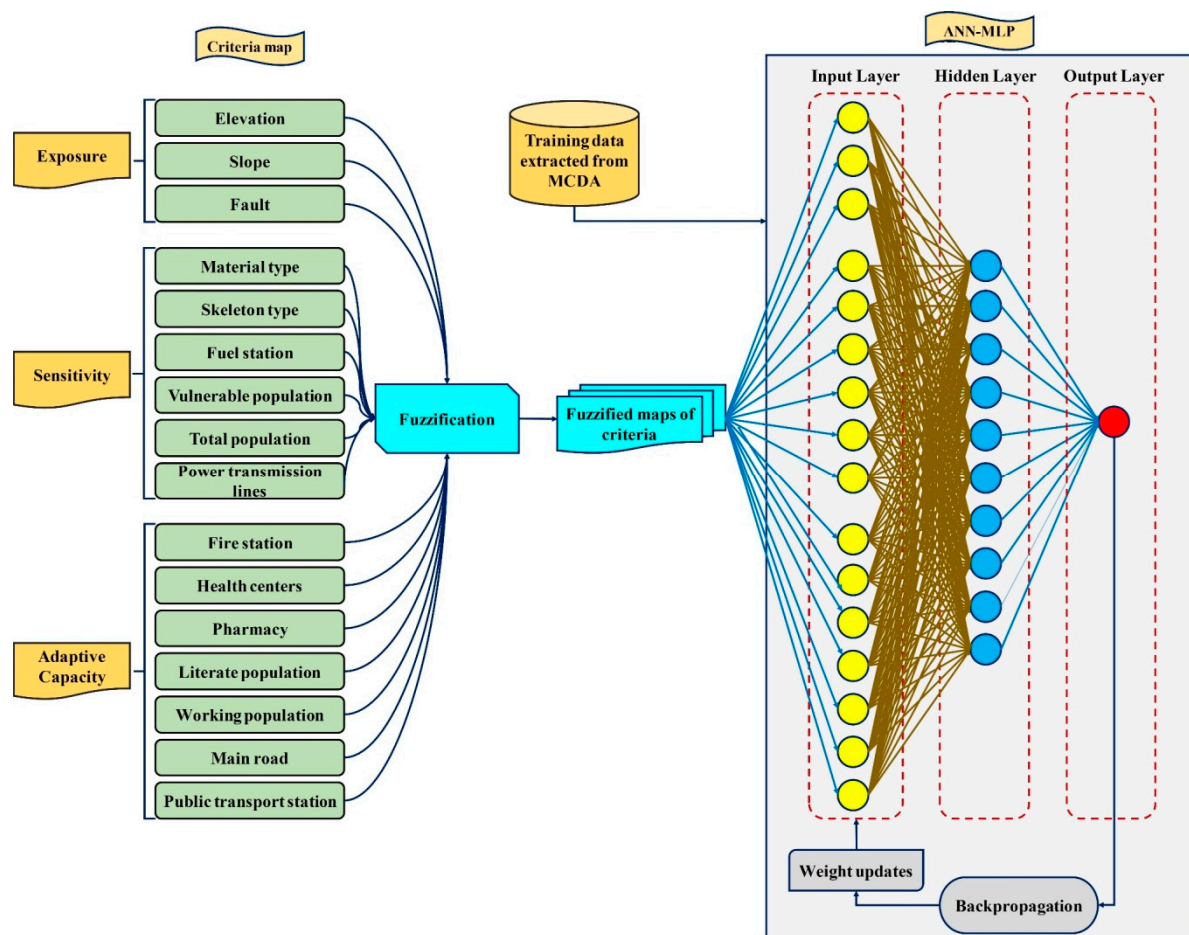 Criteria map
Exposure
Elevation
Slope
Fault
Sensitivity
Material type
Skeleton type
Fuel station
Vulnerable population
Total population
Power transmission
lines
Adaptive
Capacity
Fire station
Health centers
Pharmacy
Literate population
Working population
Main road
Public transport station
Fuzzification
Fuzzified maps of
criteria
Training data
extracted from
MCDA
ANN-MLP
Input Layer
Hidden Layer
Output Layer
Weight updates
Backpropagation